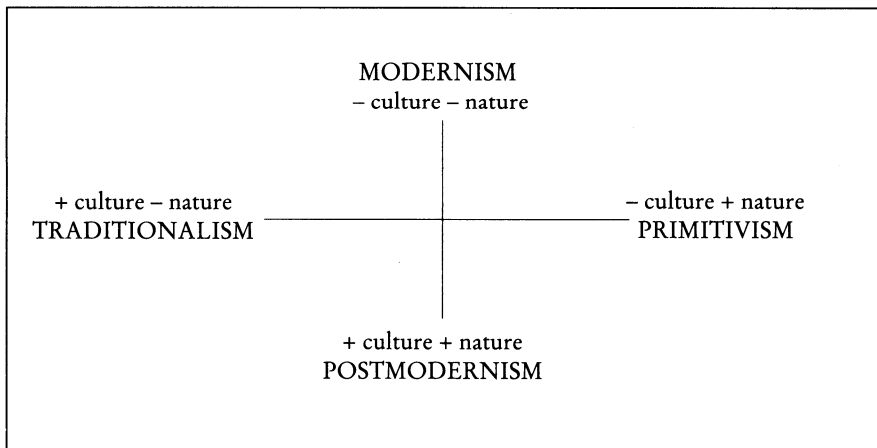 MODERNISM
– culture – nature
+ culture – nature
TRADITIONALISM
– culture + nature
PRIMITIVISM
+ culture + nature
POSTMODERNISM